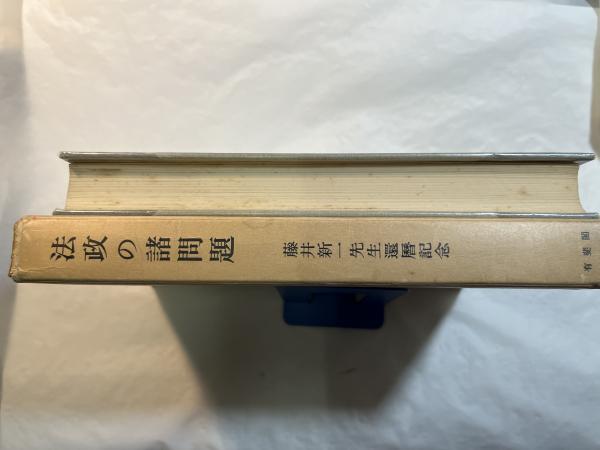 法政の諸問題
藤井新一先生還暦記念
有斐閣